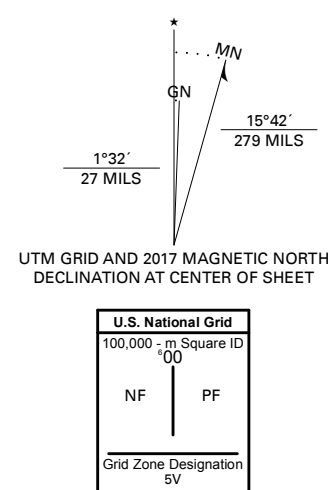 ★
MN
GN
15°42´
279 MILS
1°32´
27 MILS
UTM GRID AND 2017 MAGNETIC NORTH
DECLINATION AT CENTER OF SHEET
U.S. National Grid
100,000 - m Square ID
⁶00
NF PF
Grid Zone Designation
5V